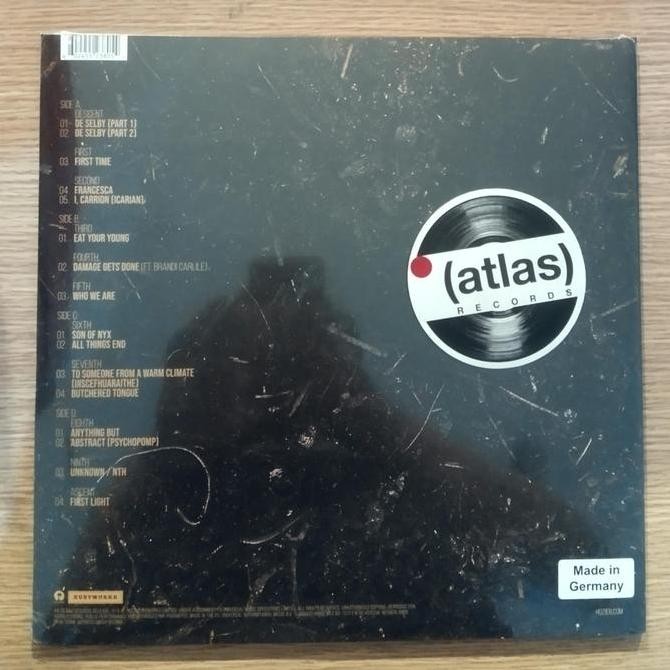 SIDE A
DESCENT
01 DE SELBY (PART 1)
02 DE SELBY (PART 2)
FIRST
03 FIRST TIME
SECOND
04 FRANCESCA
05. I, CARRION (ICARIAN)
SIDE B
THIRD
01. EAT YOUR YOUNG
FOURTH
02. DAMAGE GETS DONE (FT BRANDI CARLILE)
FIFTH
03. WHO WE ARE
SIDE C
SIXTH
01. SON OF NYX
02. ALL THINGS END
SEVENTH
03. TO SOMEONE FROM A WARM CLIMATE
(UISCEFHUARAITHE)
04. BUTCHERED TONGUE
SIDE D
EIGHTH
01. ANYTHING BUT
02. ABSTRACT (PSYCHOPOMP)
NINTH
03. UNKNOWN / NTH
ASCENT
04. FIRST LIGHT
(atlas)
RECORDS
Made in
Germany
RUBYWORKS
HOZIER.COM